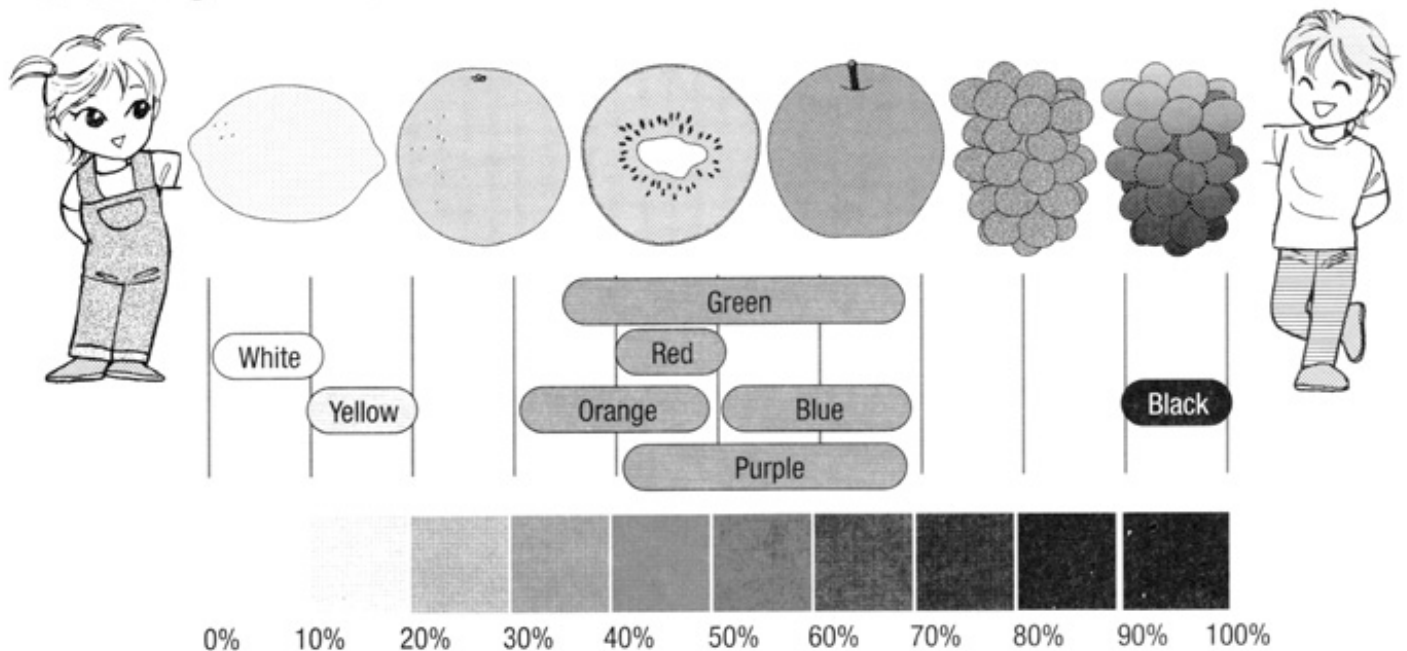 Green
White Red
Yellow Orange Blue Black
Purple
0% 10% 20% 30% 40% 50% 60% 70% 80% 90% 100%